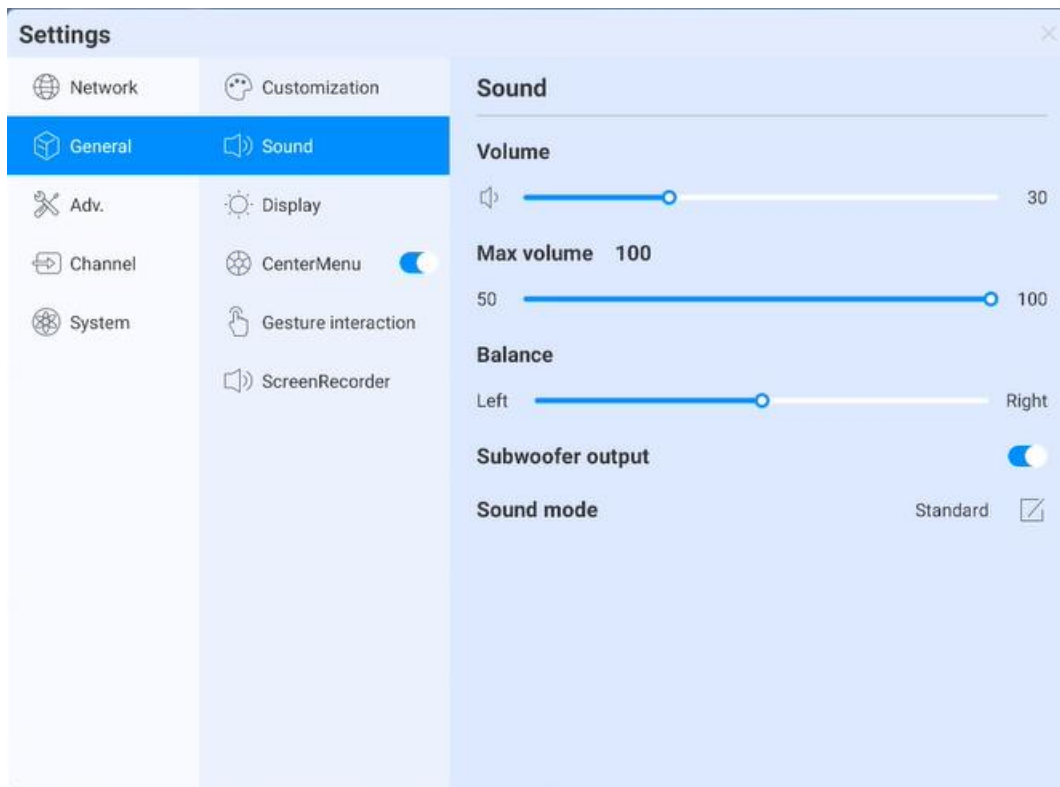 Settings
Network
General
Adv.
Channel
System
Customization
Sound
Display
CenterMenu
Gesture interaction
ScreenRecorder
Sound
Volume
30
Max volume 100
50 100
Balance
Left Right
Subwoofer output
Sound mode Standard